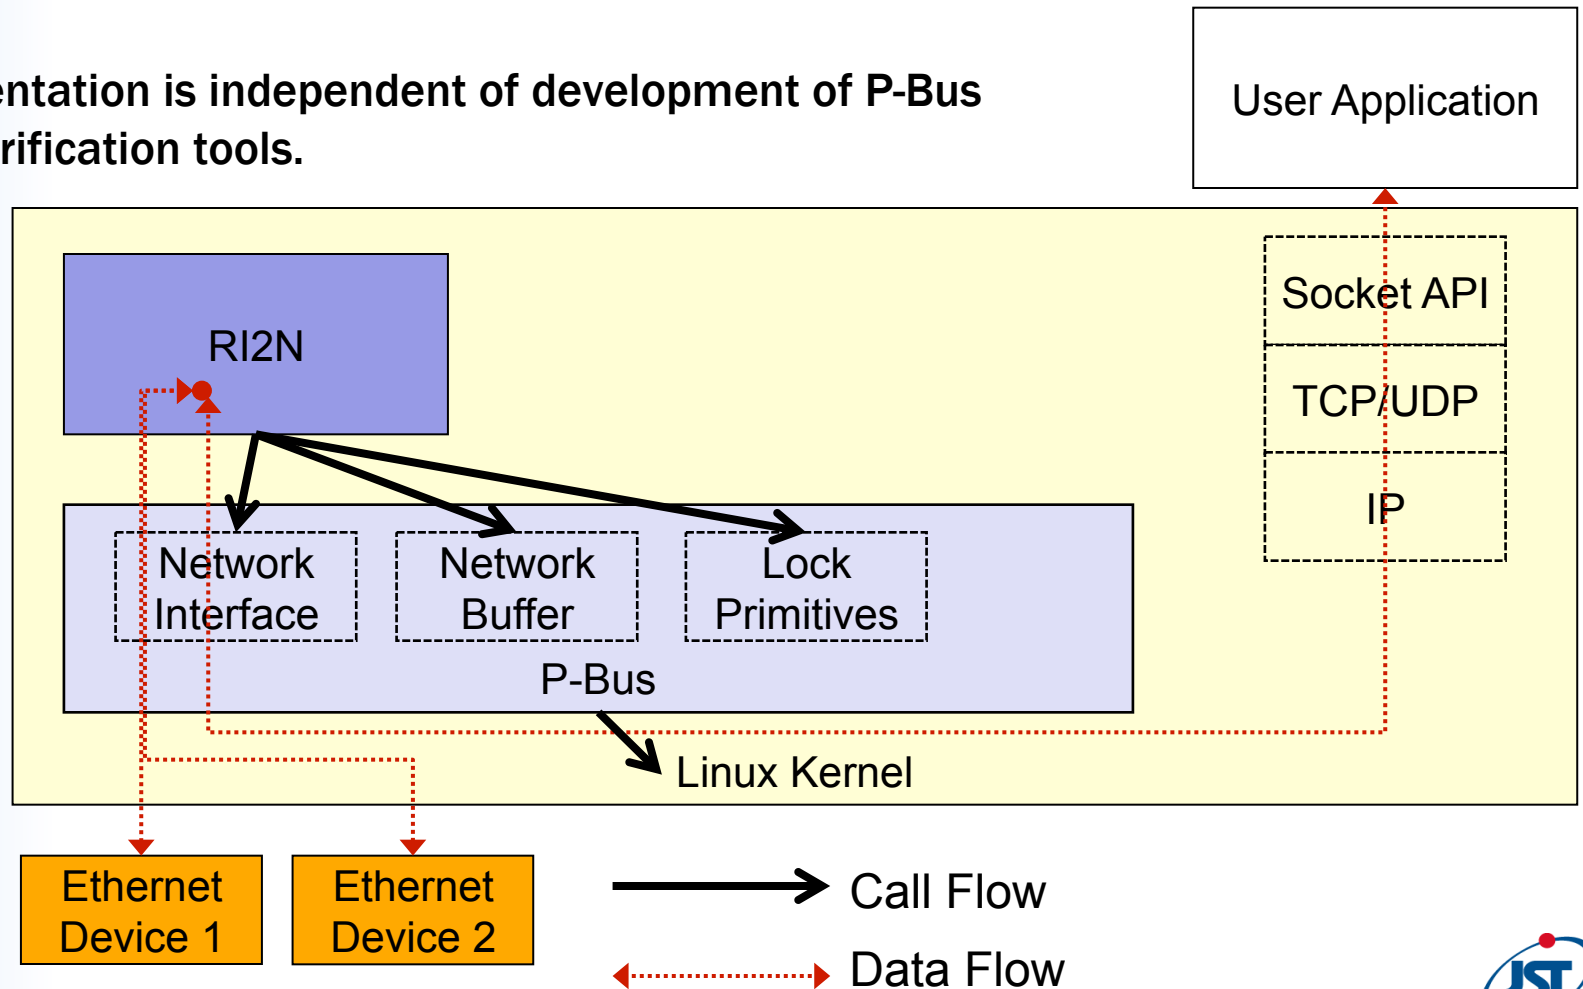 entation is independent of development of P-Bus
rification tools.
User Application
Socket API
TCP/UDP
IP
RI2N
Network
Interface
Network
Buffer
Lock
Primitives
P-Bus
Linux Kernel
Ethernet
Device 1
Ethernet
Device 2
Call Flow
Data Flow
JST